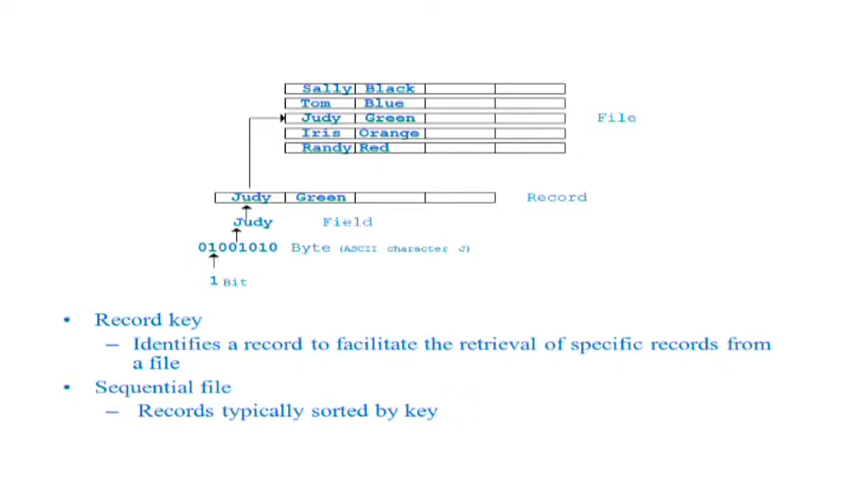 Sally Black
Tom Blue
Judy Green File
Iris Orange
Randy Red
Judy Green Record
Judy Field
01001010 Byte (ASCII character J)
1 Bit
• Record key
– Identifies a record to facilitate the retrieval of specific records from
a file
• Sequential file
– Records typically sorted by key